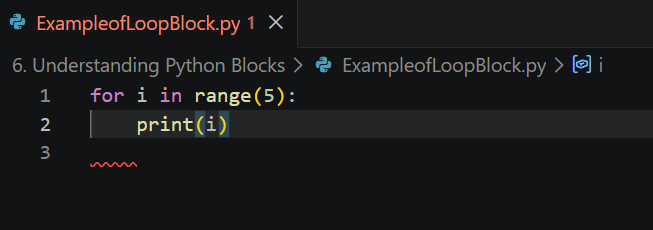 ExampleofLoopBlock.py 1
6. Understanding Python Blocks > ExampleofLoopBlock.py > i
1 for i in range(5):
2     print(i)
3